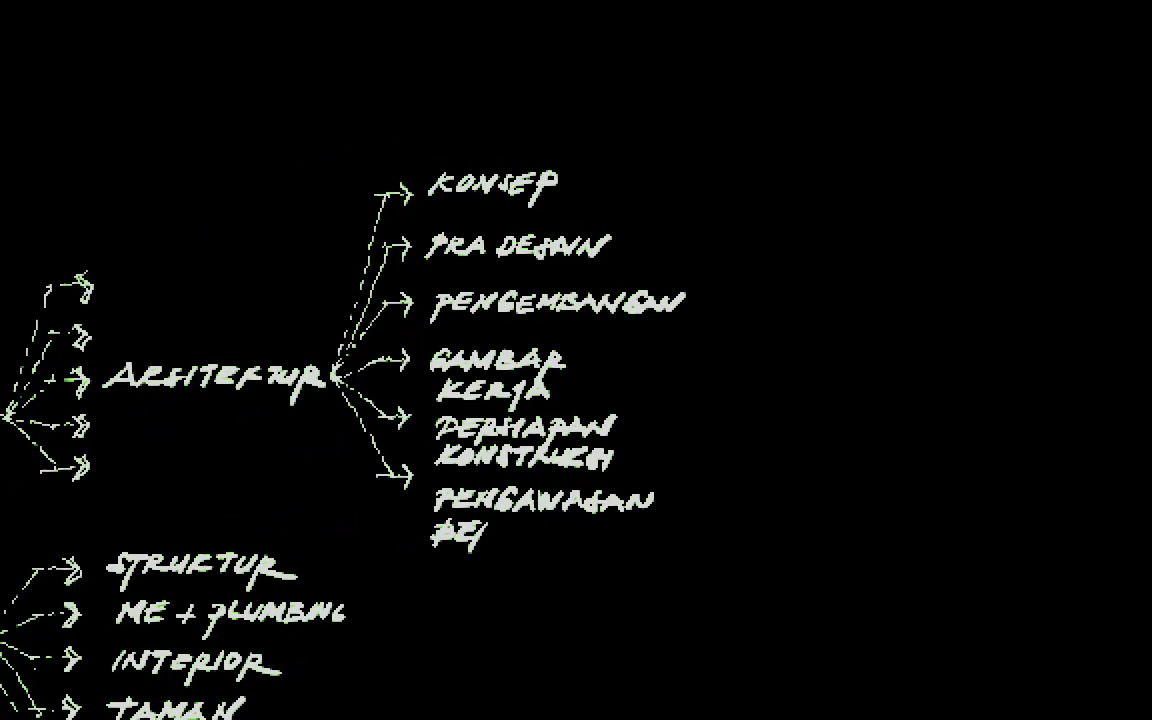 KONSEP
PRA DESAIN
PENGEMBANGAN
GAMBAR
KERJA
ARSITEKTUR
PERSIAPAN
KONSTRUKSI
PENGAWASAN
STRUKTUR
ME + PLUMBING
INTERIOR
TAMAN